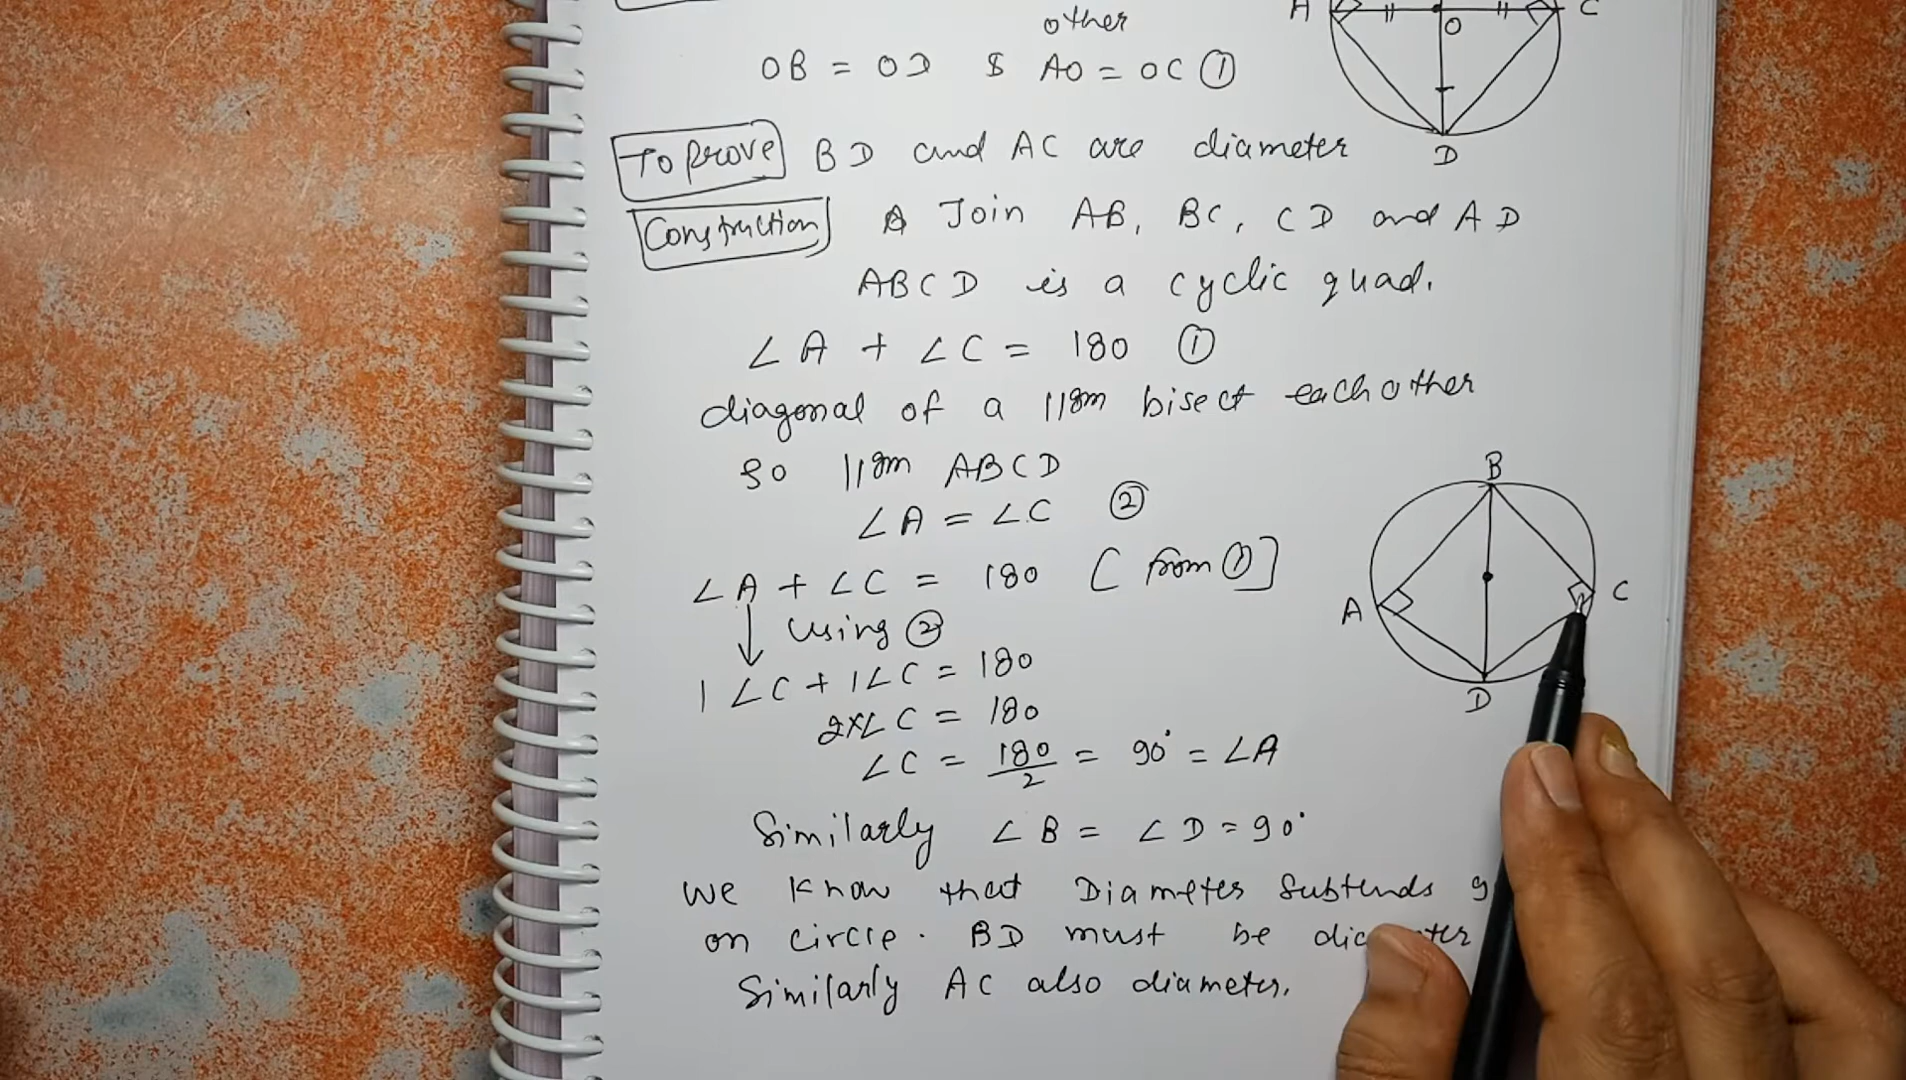 other
OB = OD & AO = OC ①
A
C
O
D
To prove BD and AC are diameter
Construction Join AB, BC, CD and AD
ABCD is a cyclic quad.
∠A + ∠C = 180 ①
diagonal of a ||gm bisect each other
so ||gm ABCD
∠A = ∠C ②
∠A + ∠C = 180 [from ①]
↓ using ②
1∠C + 1∠C = 180
2×∠C = 180
∠C = 180/2 = 90° = ∠A
Similarly ∠B = ∠D = 90°
We know that Diameter Subtends
on circle. BD must be
Similarly AC also diameter.
B
A
C
D